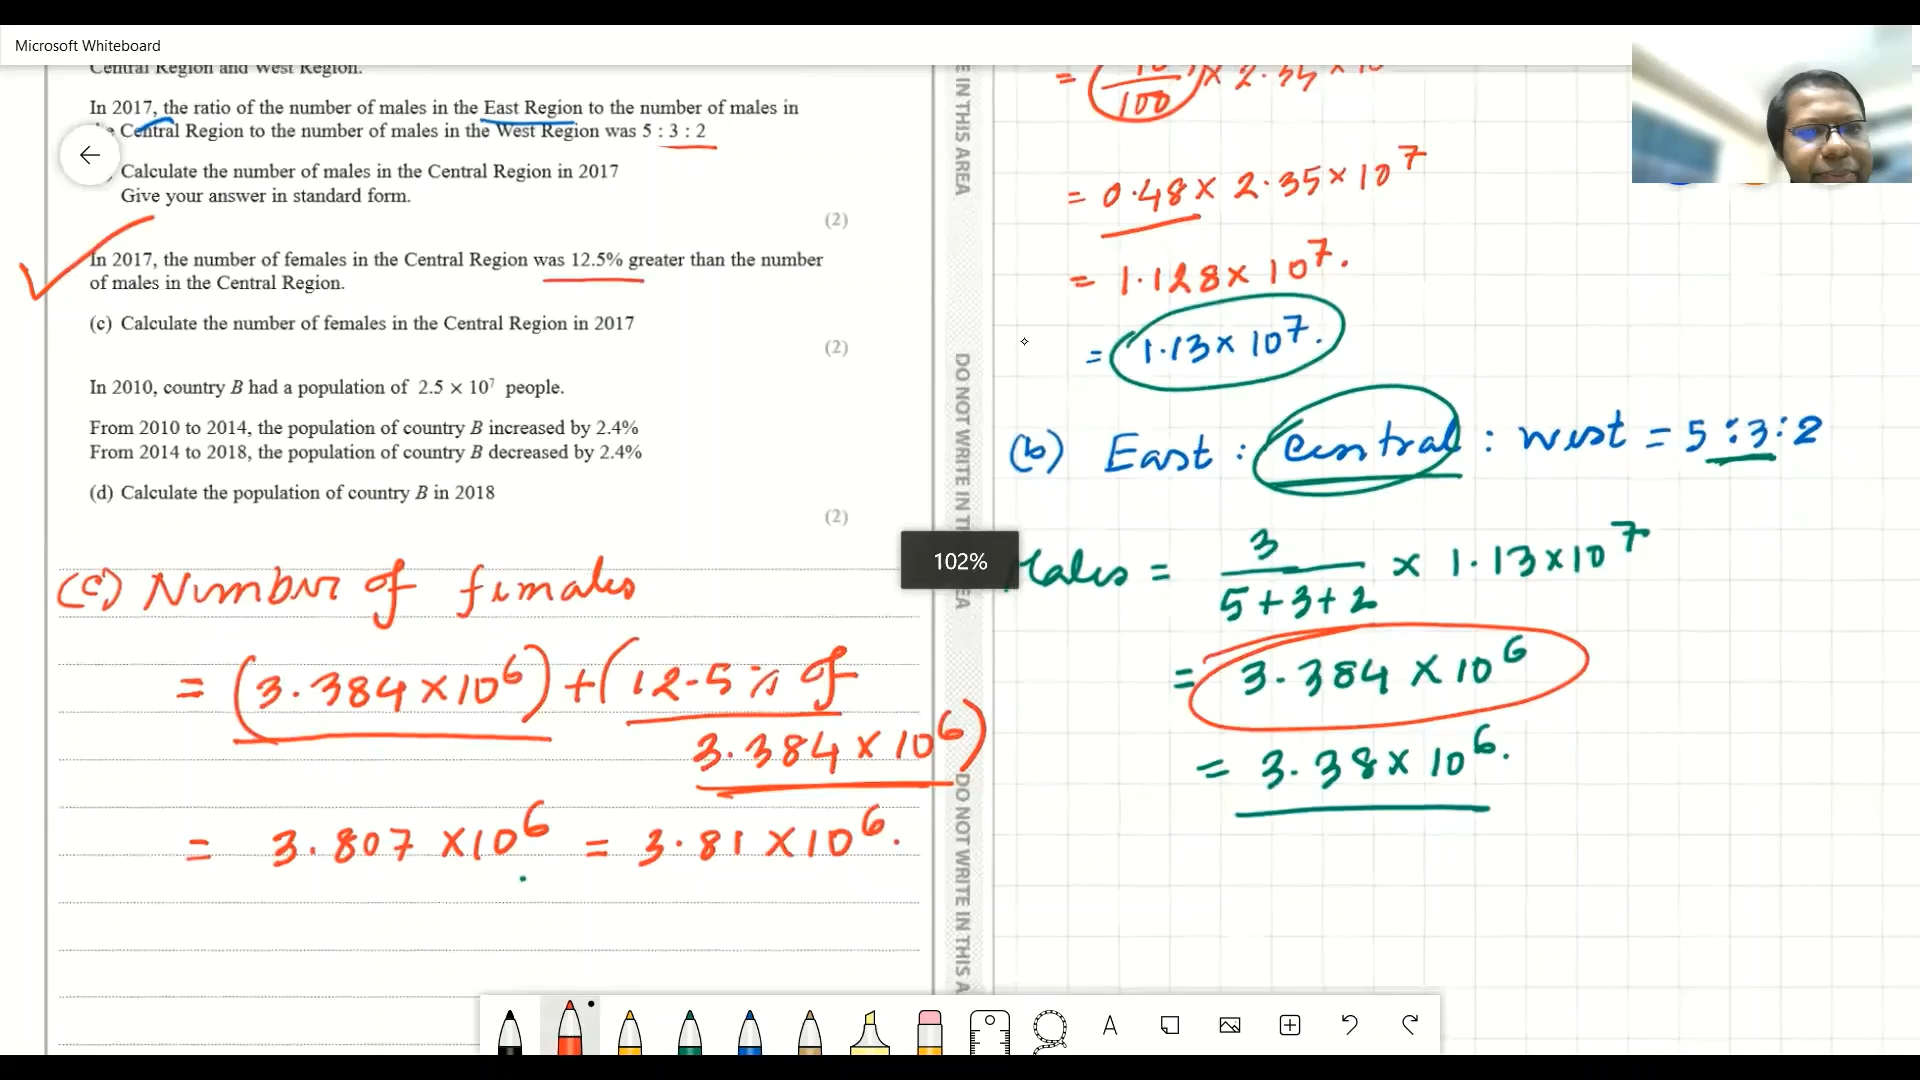 Microsoft Whiteboard
Central Region and West Region.
In 2017, the ratio of the number of males in the East Region to the number of males in
Central Region to the number of males in the West Region was 5 : 3 : 2
Calculate the number of males in the Central Region in 2017
Give your answer in standard form.
(2)
In 2017, the number of females in the Central Region was 12.5% greater than the number
of males in the Central Region.
(c) Calculate the number of females in the Central Region in 2017
(2)
In 2010, country B had a population of 2.5 × 10⁷ people.
From 2010 to 2014, the population of country B increased by 2.4%
From 2014 to 2018, the population of country B decreased by 2.4%
(d) Calculate the population of country B in 2018
(2)
(c) Number of females
= (3.384 × 10⁶) + (12.5 % of
3.384 × 10⁶)
= 3.807 × 10⁶ = 3.81 × 10⁶.
E IN THIS AREA
DO NOT WRITE IN TH
EA
DO NOT WRITE IN THIS A
102%
= 0.48 × 2.35 × 10⁷
= 1.128 × 10⁷.
= 1.13 × 10⁷.
(b) East : Central : West = 5 : 3 : 2
Males = 3/(5+3+2) × 1.13 × 10⁷
= 3.384 × 10⁶
= 3.38 × 10⁶.
A